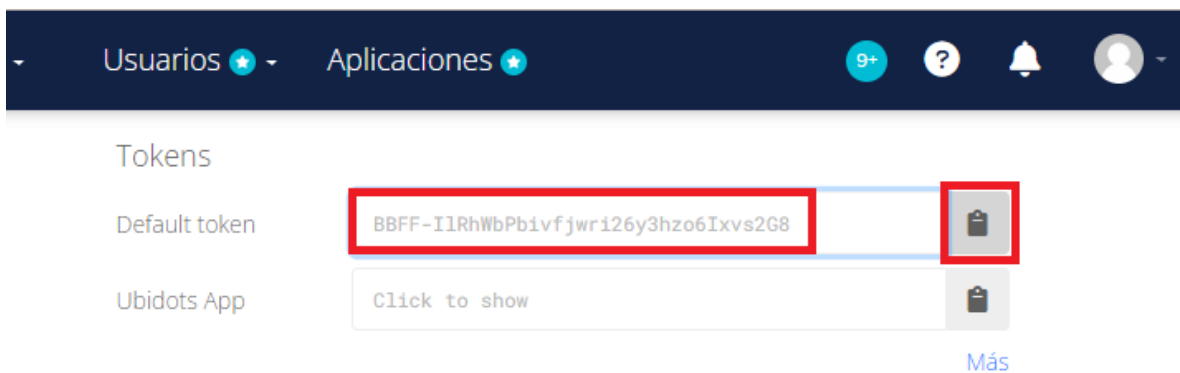 Usuarios Aplicaciones 9+ ?
Tokens
Default token BBFF-IlRhWbPbivfjwri26y3hzo6Ixvs2G8
Ubidots App Click to show
Más